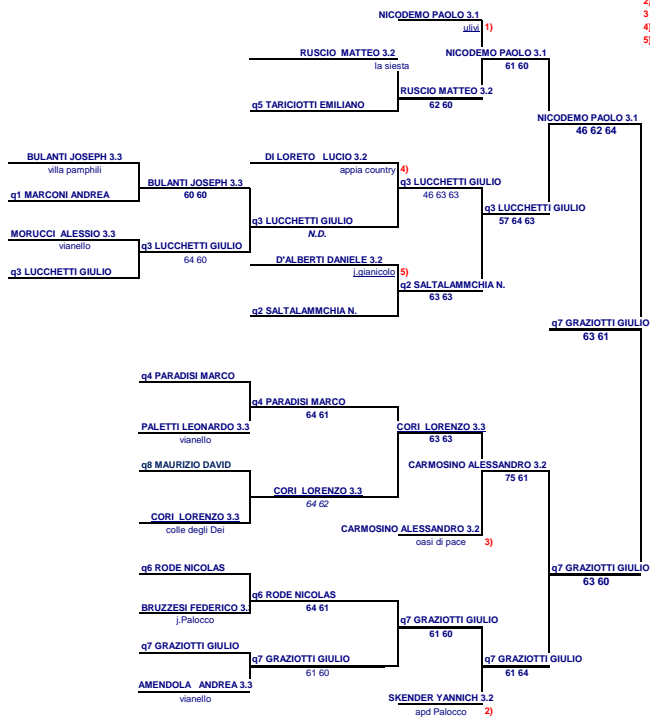 2)
NICODEMO PAOLO 3.1
3
ulivi 1)
4)
5)
RUSCIO MATTEO 3.2
NICODEMO PAOLO 3.1
la siesta
61 60
RUSCIO MATTEO 3.2
q5 TARICIOTTI EMILIANO
62 60
NICODEMO PAOLO 3.1
46 62 64
BULANTI JOSEPH 3.3
DI LORETO LUCIO 3.2
villa pamphili
appia country 4)
BULANTI JOSEPH 3.3
q3 LUCCHETTI GIULIO
q1 MARCONI ANDREA
60 60
46 63 63
q3 LUCCHETTI GIULIO
q3 LUCCHETTI GIULIO
57 64 63
MORUCCI ALESSIO 3.3
N.D.
vianello
q3 LUCCHETTI GIULIO
64 60
D'ALBERTI DANIELE 3.2
q3 LUCCHETTI GIULIO
j.gianicolo 5)
q2 SALTALAMMCHIA N.
63 63
q2 SALTALAMMCHIA N.
q7 GRAZIOTTI GIULIO
63 61
q4 PARADISI MARCO
q4 PARADISI MARCO
64 61
PALETTI LEONARDO 3.3
CORI LORENZO 3.3
vianello
63 63
q8 MAURIZIO DAVID
CARMOSINO ALESSANDRO 3.2
75 61
CORI LORENZO 3.3
64 62
CORI LORENZO 3.3
colle degli Dei
CARMOSINO ALESSANDRO 3.2
oasi di pace 3)
q6 RODE NICOLAS
q7 GRAZIOTTI GIULIO
63 60
q6 RODE NICOLAS
BRUZZESI FEDERICO 3.
64 61
j.Palocco
q7 GRAZIOTTI GIULIO
61 60
q7 GRAZIOTTI GIULIO
q7 GRAZIOTTI GIULIO
61 60
q7 GRAZIOTTI GIULIO
61 64
AMENDOLA ANDREA 3.3
vianello
SKENDER YANNICH 3.2
apd Palocco 2)